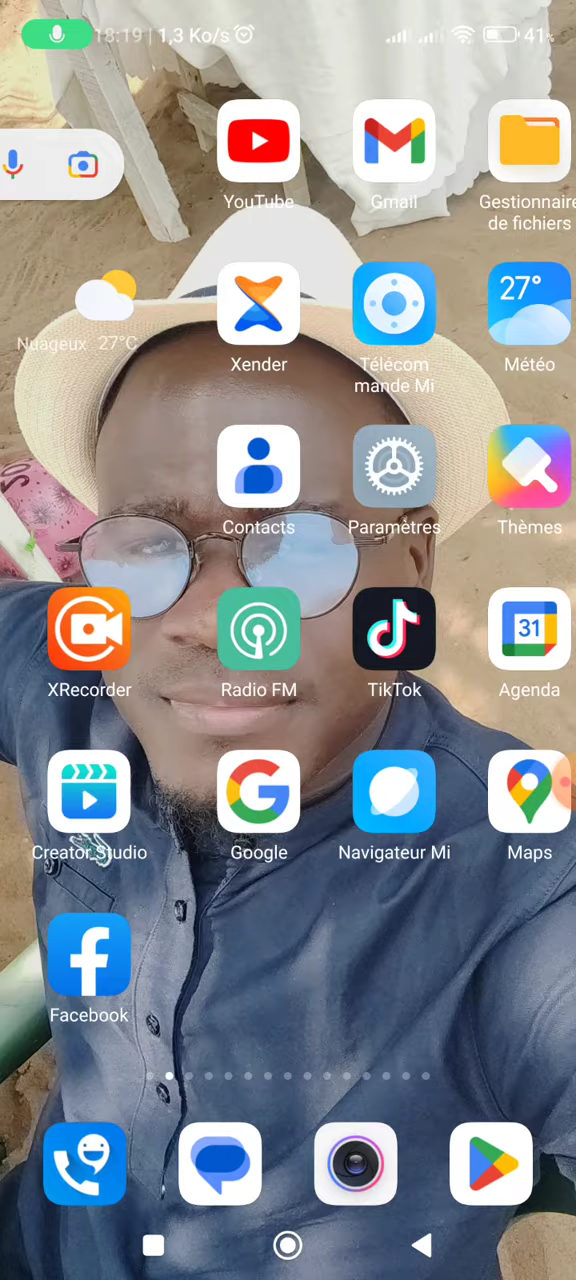 18:19 | 1,3 Ko/s
41%
YouTube
Gmail
Gestionnaire
de fichiers
Nuageux 27°C
27°
Xender
Télécom
mande Mi
Météo
Contacts
Paramètres
Thèmes
XRecorder
Radio FM
TikTok
31
Agenda
Creator Studio
Google
Navigateur Mi
Maps
Facebook